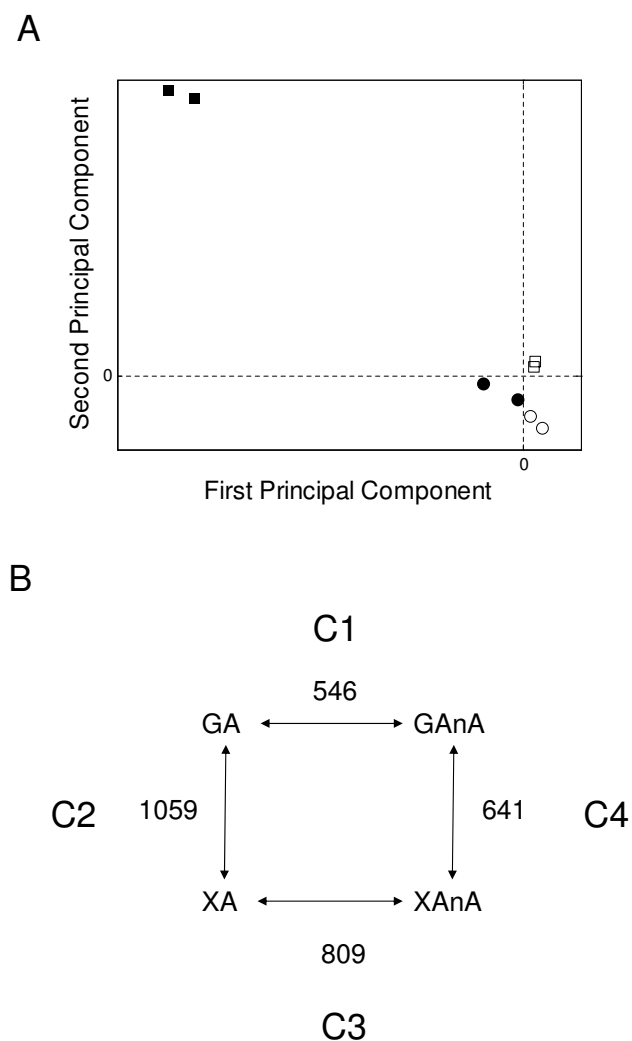 A
Second Principal Component
0
0
First Principal Component
B
C1
546
GA GAnA
C2 1059 641 C4
XA XAnA
809
C3